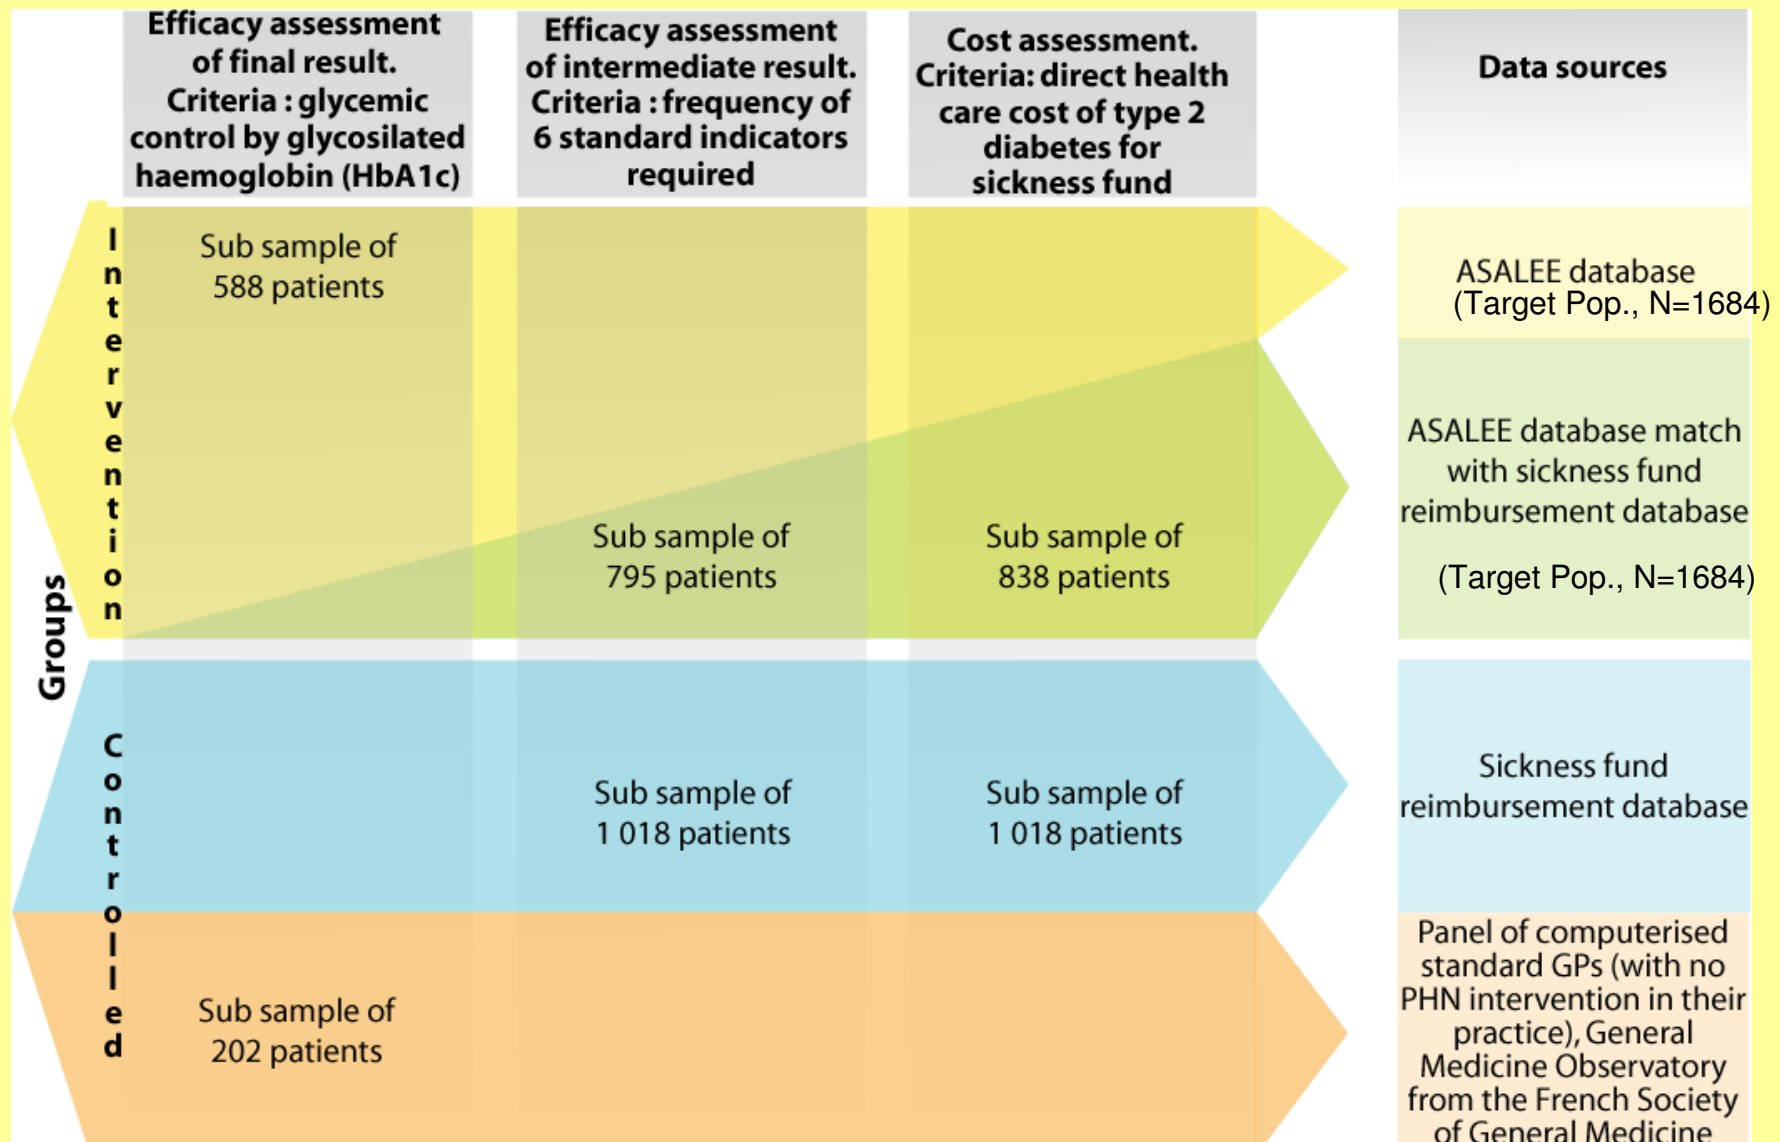 Efficacy assessment
of final result.
Criteria : glycemic
control by glycosilated
haemoglobin (HbA1c)
Efficacy assessment
of intermediate result.
Criteria : frequency of
6 standard indicators
required
Cost assessment.
Criteria: direct health
care cost of type 2
diabetes for
sickness fund
Data sources
Groups
Intervention
Sub sample of
588 patients
Sub sample of
795 patients
Sub sample of
838 patients
ASALEE database
(Target Pop., N=1684)
ASALEE database match
with sickness fund
reimbursement database
(Target Pop., N=1684)
Controlled
Sub sample of
1 018 patients
Sub sample of
1 018 patients
Sickness fund
reimbursement database
Sub sample of
202 patients
Panel of computerised
standard GPs (with no
PHN intervention in their
practice), General
Medicine Observatory
from the French Society
of General Medicine